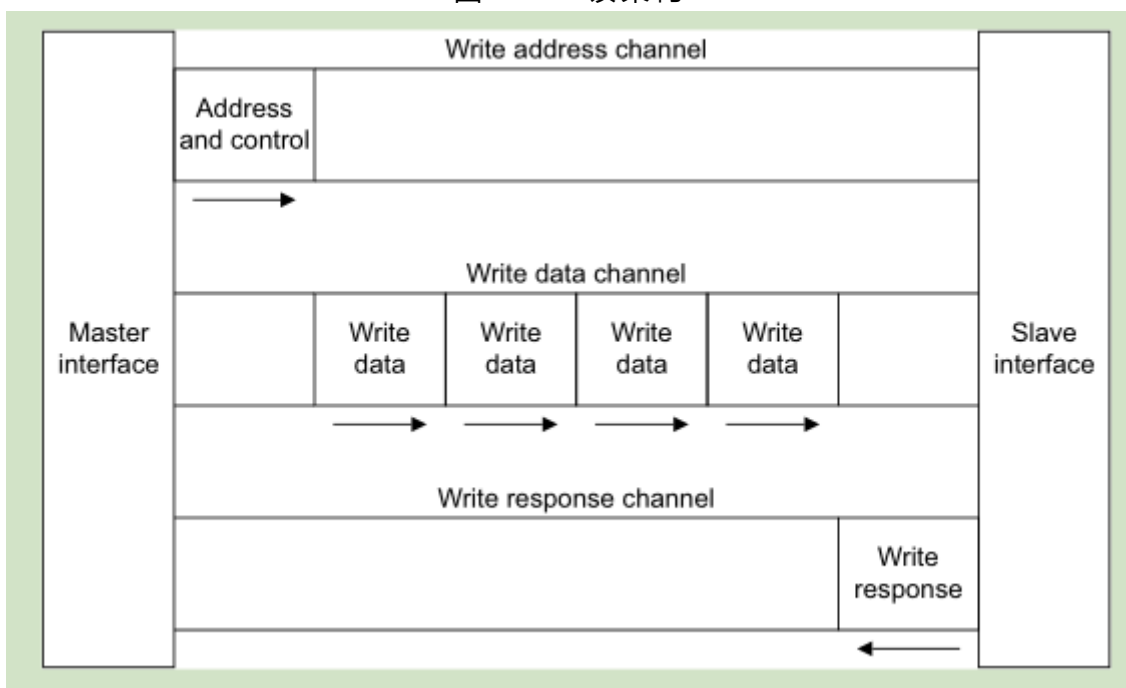 Write address channel
Address
and control
Write data channel
Master
interface
Write
data
Write
data
Write
data
Write
data
Slave
interface
Write response channel
Write
response